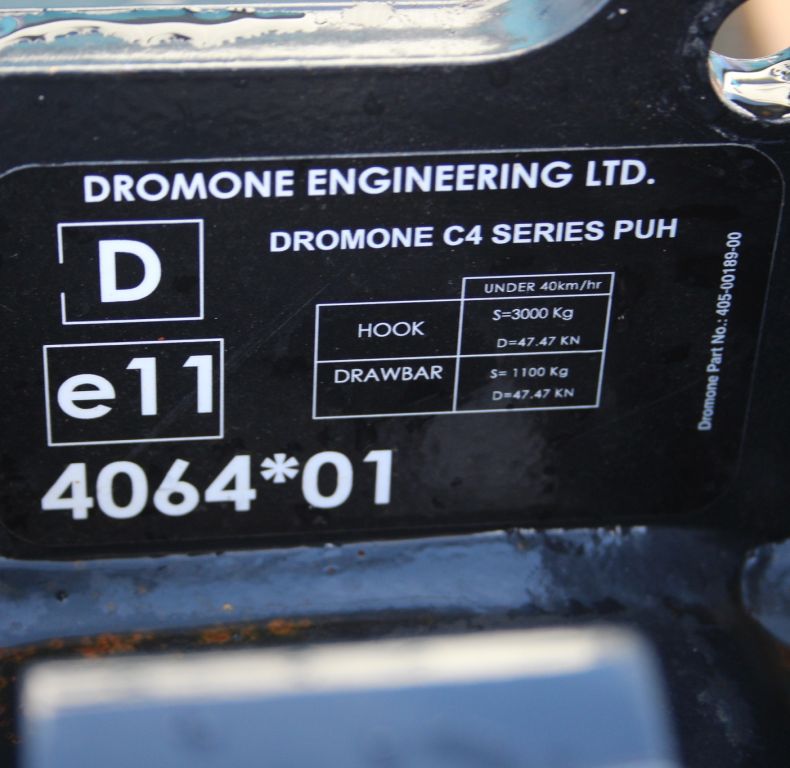 DROMONE ENGINEERING LTD.
D
DROMONE C4 SERIES PUH
UNDER 40km/hr
HOOK
S=3000 Kg
D=47.47 KN
DRAWBAR
S= 1100 Kg
D=47.47 KN
e11
4064*01
Dromone Part No.: 405-00189-00